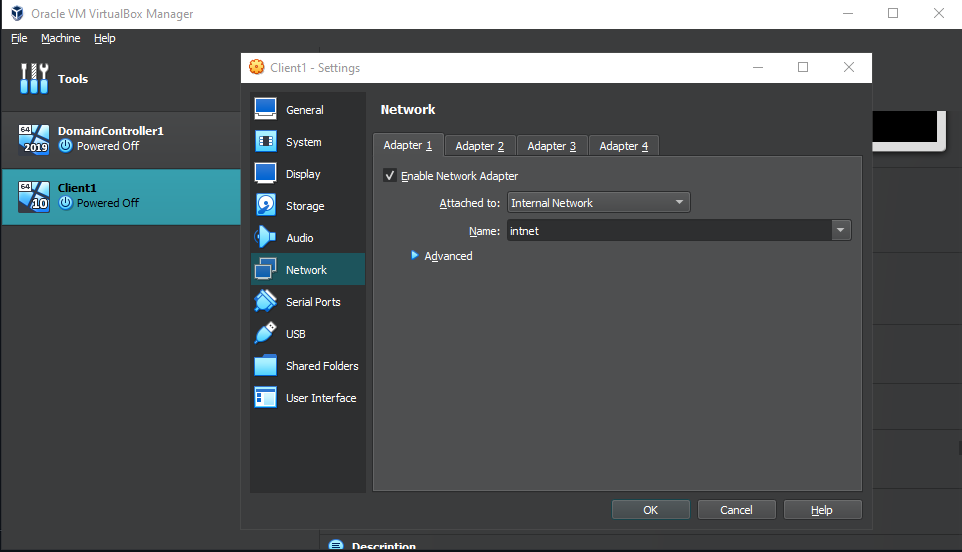 Oracle VM VirtualBox Manager
File Machine Help
Tools
64
2019
DomainController1
Powered Off
64
10
Client1
Powered Off
Client1 - Settings
General
System
Display
Storage
Audio
Network
Serial Ports
USB
Shared Folders
User Interface
Network
Adapter 1 Adapter 2 Adapter 3 Adapter 4
Enable Network Adapter
Attached to: Internal Network
Name: intnet
Advanced
OK Cancel Help
Description